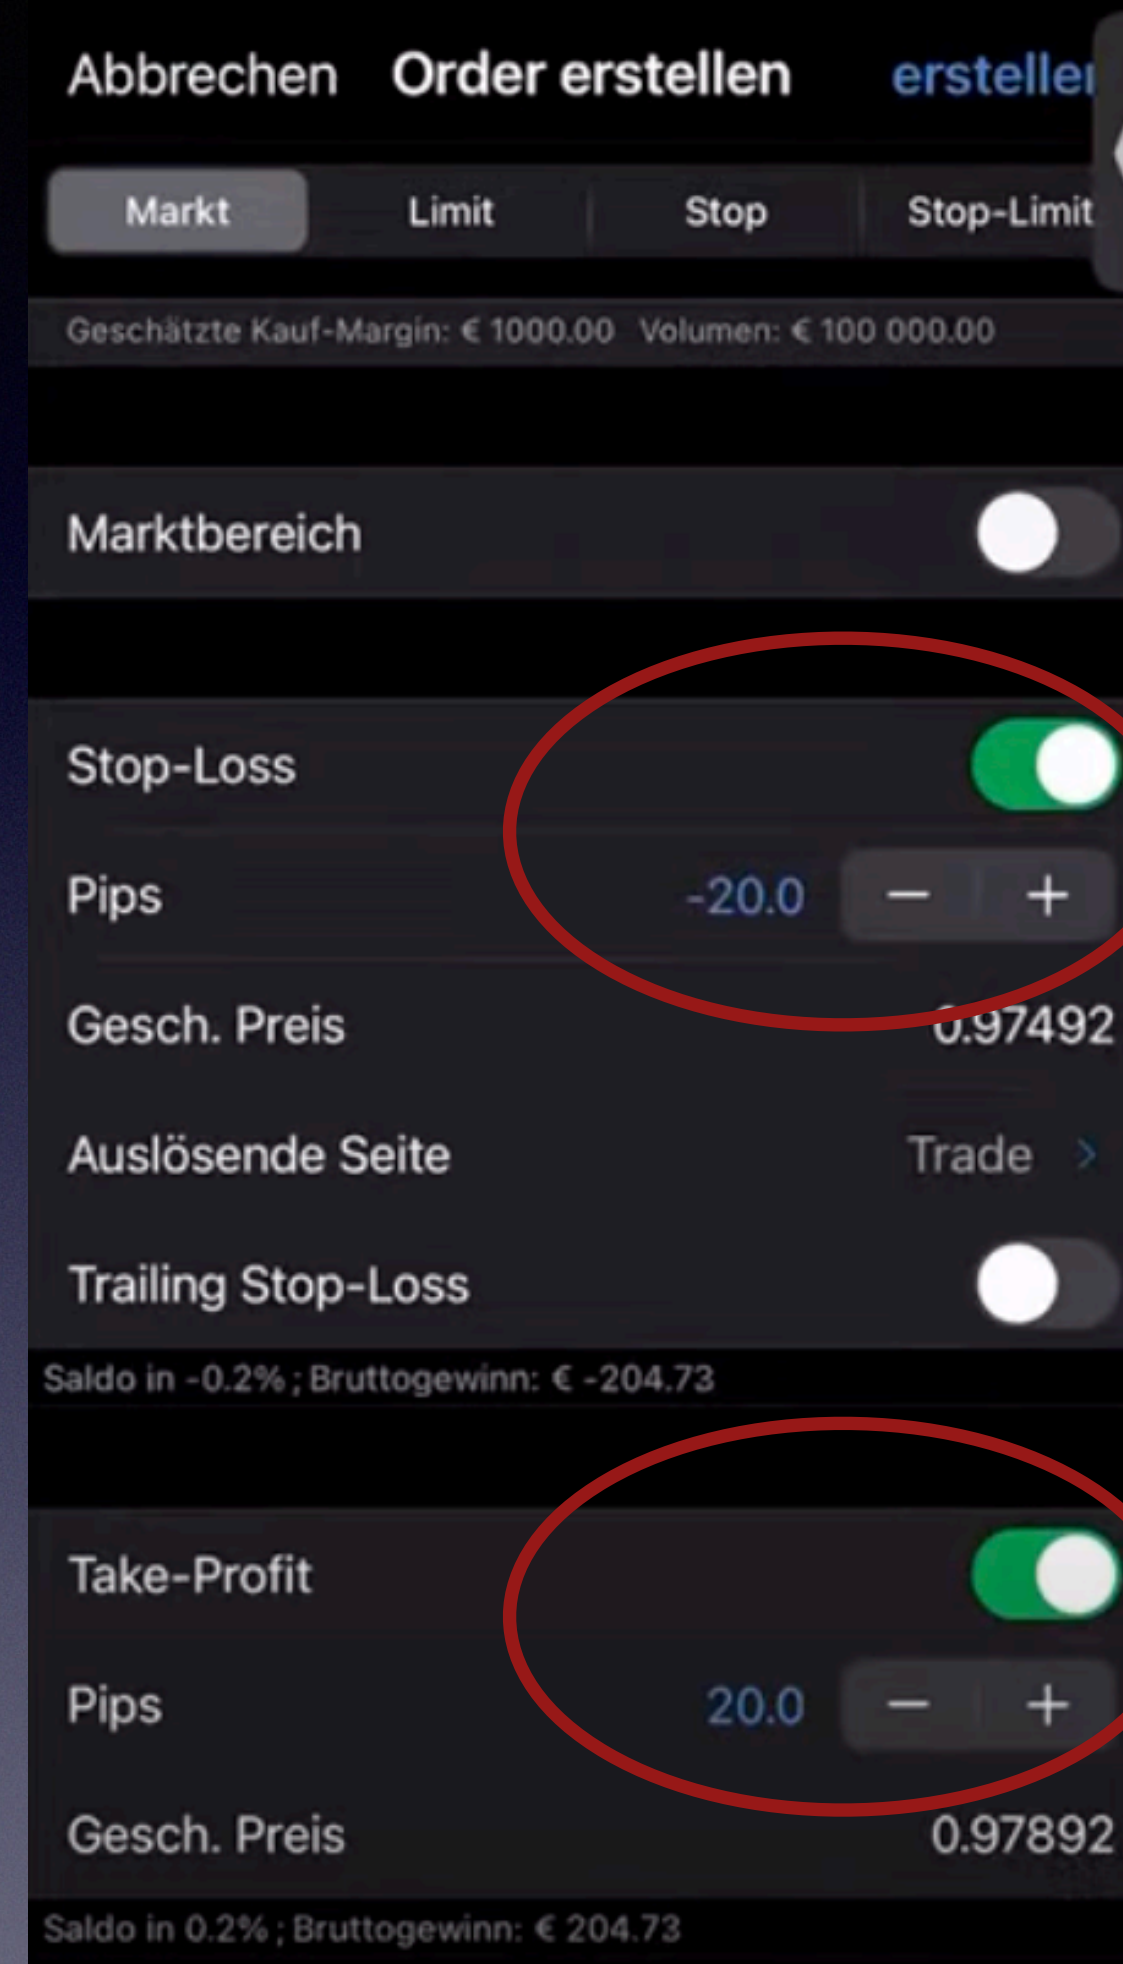 Abbrechen Order erstellen
Markt Limit Stop Stop-Limit
Geschätzte Kauf-Margin: € 1000.00 Volumen: € 100 000.00
Marktbereich
Stop-Loss
Pips -20.0 − +
Gesch. Preis 0.97492
Auslösende Seite Trade >
Trailing Stop-Loss
Saldo in -0.2% ; Bruttogewinn: € -204.73
Take-Profit
Pips 20.0 − +
Gesch. Preis 0.97892
Saldo in 0.2% ; Bruttogewinn: € 204.73